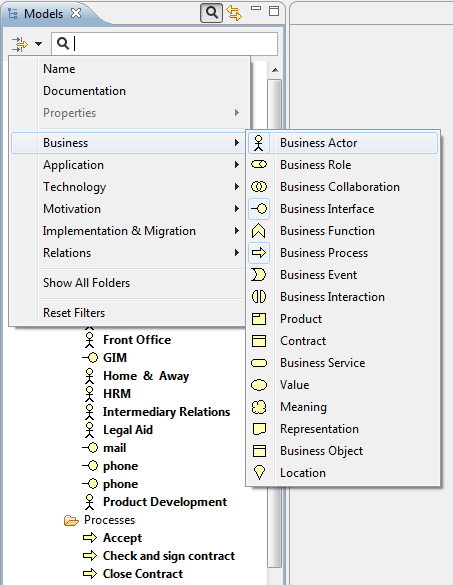 Models
Name
Documentation
Properties
Business
Application
Technology
Motivation
Implementation & Migration
Relations
Show All Folders
Reset Filters
Business Actor
Business Role
Business Collaboration
Business Interface
Business Function
Business Process
Business Event
Business Interaction
Product
Contract
Business Service
Value
Meaning
Representation
Business Object
Location
Front Office
GIM
Home & Away
HRM
Intermediary Relations
Legal Aid
mail
phone
phone
Product Development
Processes
Accept
Check and sign contract
Close Contract